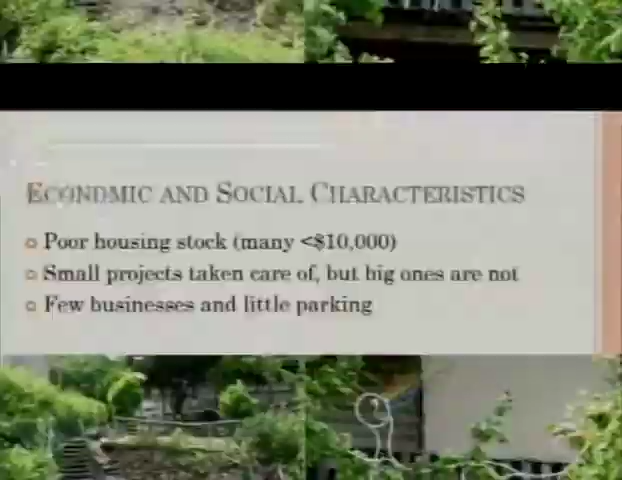 ECONOMIC AND SOCIAL CHARACTERISTICS
Poor housing stock (many <$10,000)
Small projects taken care of, but big ones are not
Few businesses and little parking